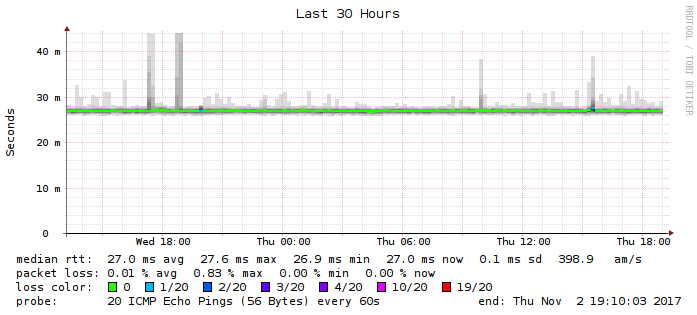 Last 30 Hours
RRDTOOL / TOBI OETIKER
Seconds
40 m
30 m
20 m
10 m
0
Wed 18:00 Thu 00:00 Thu 06:00 Thu 12:00 Thu 18:00
median rtt: 27.0 ms avg 27.6 ms max 26.9 ms min 27.0 ms now 0.1 ms sd 398.9 am/s
packet loss: 0.01 % avg 0.83 % max 0.00 % min 0.00 % now
loss color: 0 1/20 2/20 3/20 4/20 10/20 19/20
probe: 20 ICMP Echo Pings (56 Bytes) every 60s end: Thu Nov 2 19:10:03 2017